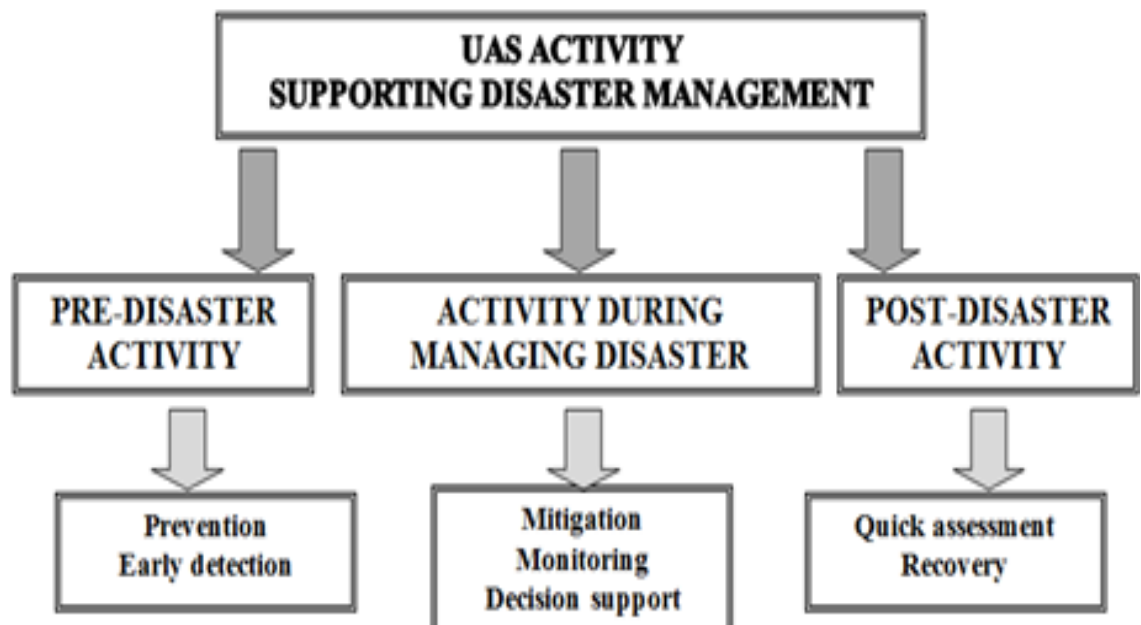 UAS ACTIVITY
SUPPORTING DISASTER MANAGEMENT
PRE-DISASTER
ACTIVITY
ACTIVITY DURING
MANAGING DISASTER
POST-DISASTER
ACTIVITY
Prevention
Early detection
Mitigation
Monitoring
Decision support
Quick assessment
Recovery